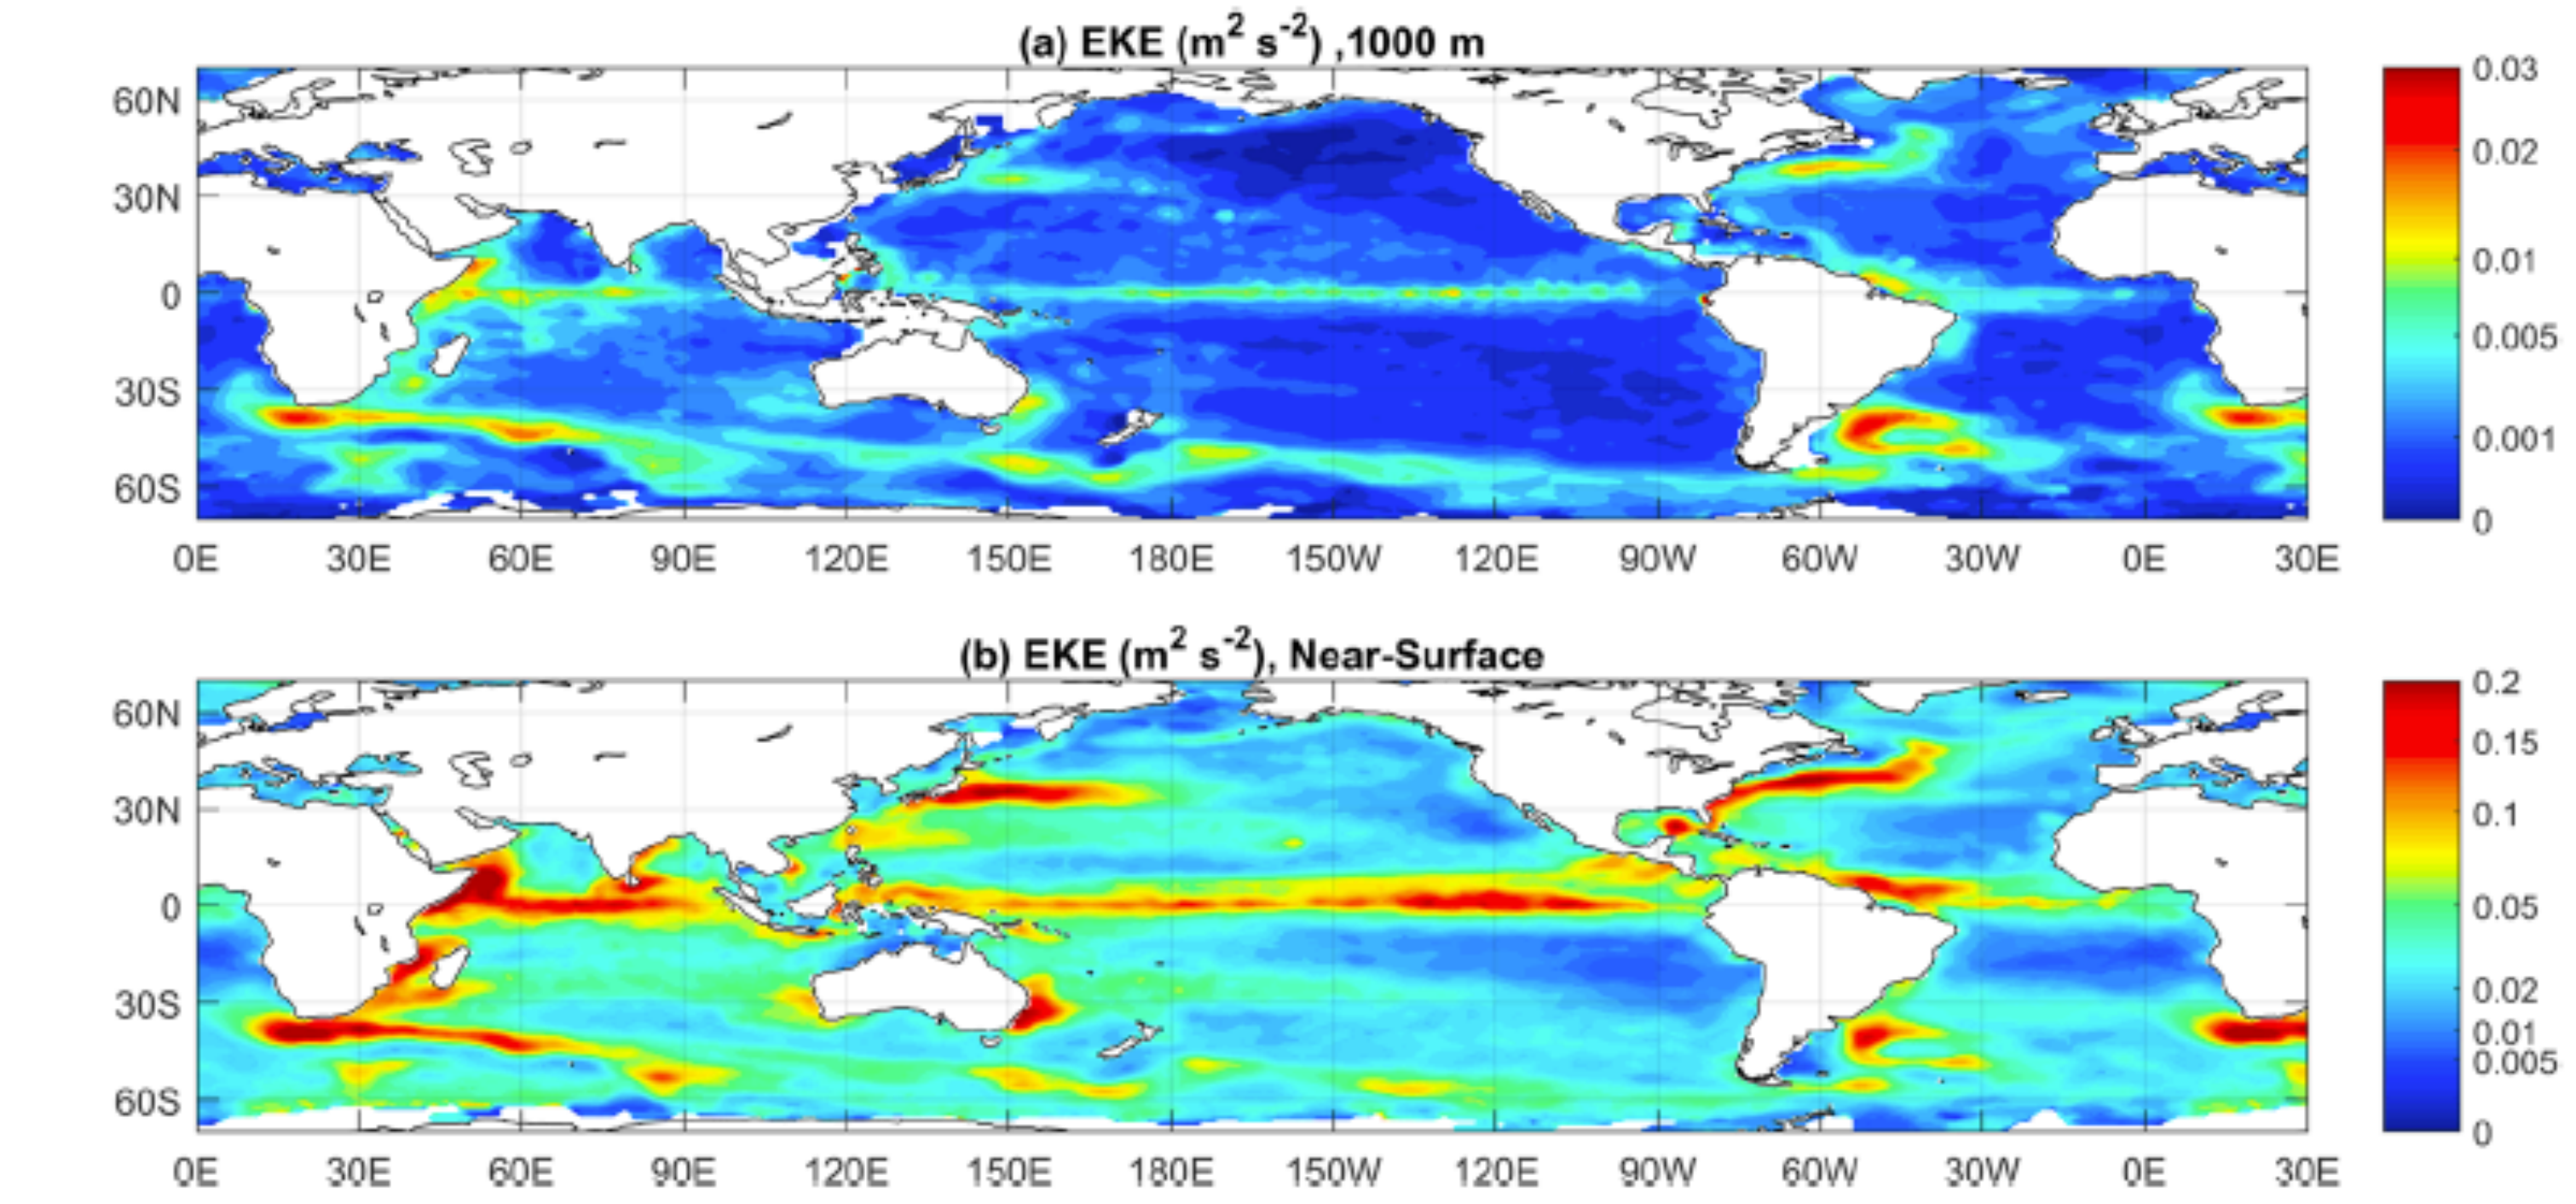 (a) EKE (m² s⁻²) ,1000 m
60N
30N
0
30S
60S
0E 30E 60E 90E 120E 150E 180E 150W 120W 90W 60W 30W 0E 30E
0.03
0.02
0.01
0.005
0.001
0
(b) EKE (m² s⁻²), Near-Surface
60N
30N
0
30S
60S
0E 30E 60E 90E 120E 150E 180E 150W 120E 90W 60W 30W 0E 30E
0.2
0.15
0.1
0.05
0.02
0.01
0.005
0